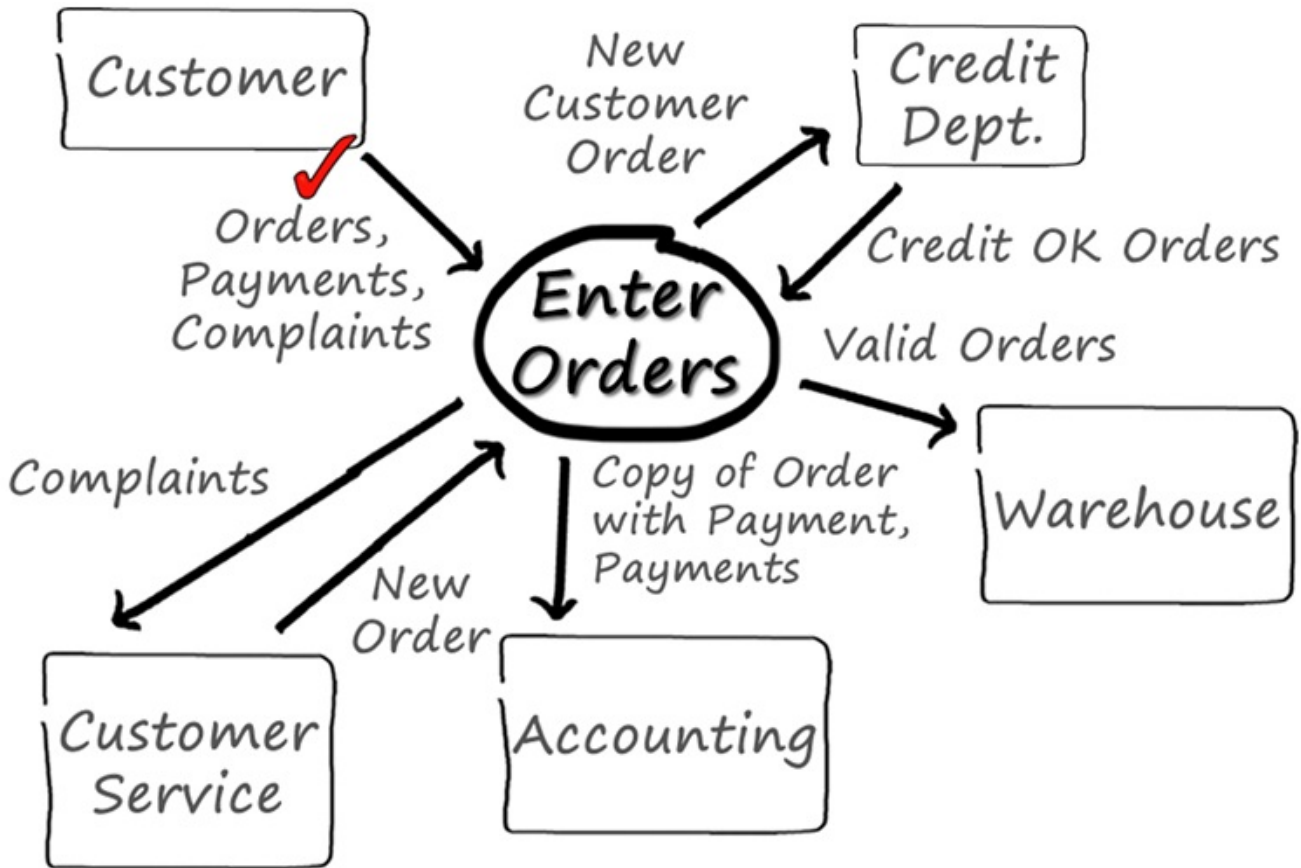 Customer
New
Customer
Order
Credit
Dept.
Orders,
Payments,
Complaints
Enter
Orders
Credit OK Orders
Valid Orders
Complaints
New
Order
Copy of Order
with Payment,
Payments
Warehouse
Customer
Service
Accounting